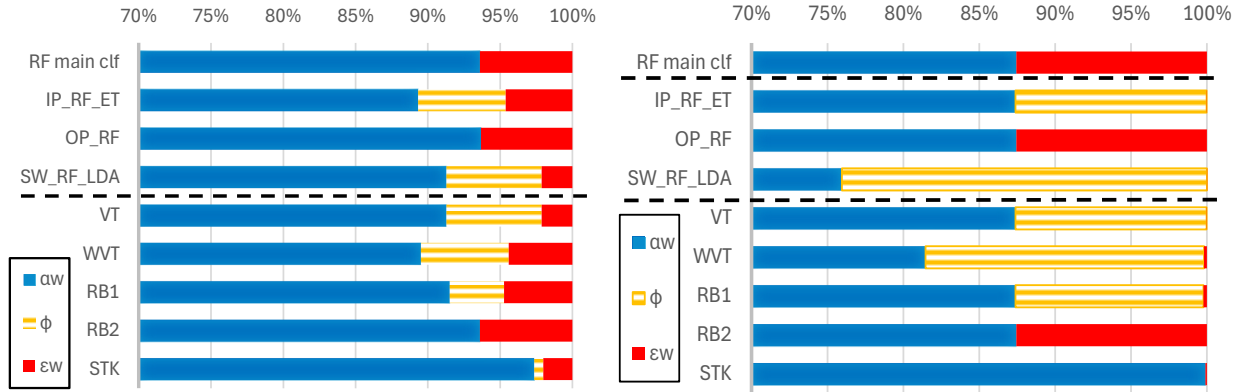 70% 75% 80% 85% 90% 95% 100%
RF main clf
IP_RF_ET
OP_RF
SW_RF_LDA
VT
WVT
RB1
RB2
STK
αw
ϕ
εw
70% 75% 80% 85% 90% 95% 100%
RF main clf
IP_RF_ET
OP_RF
SW_RF_LDA
VT
WVT
RB1
RB2
STK
αw
ϕ
εw